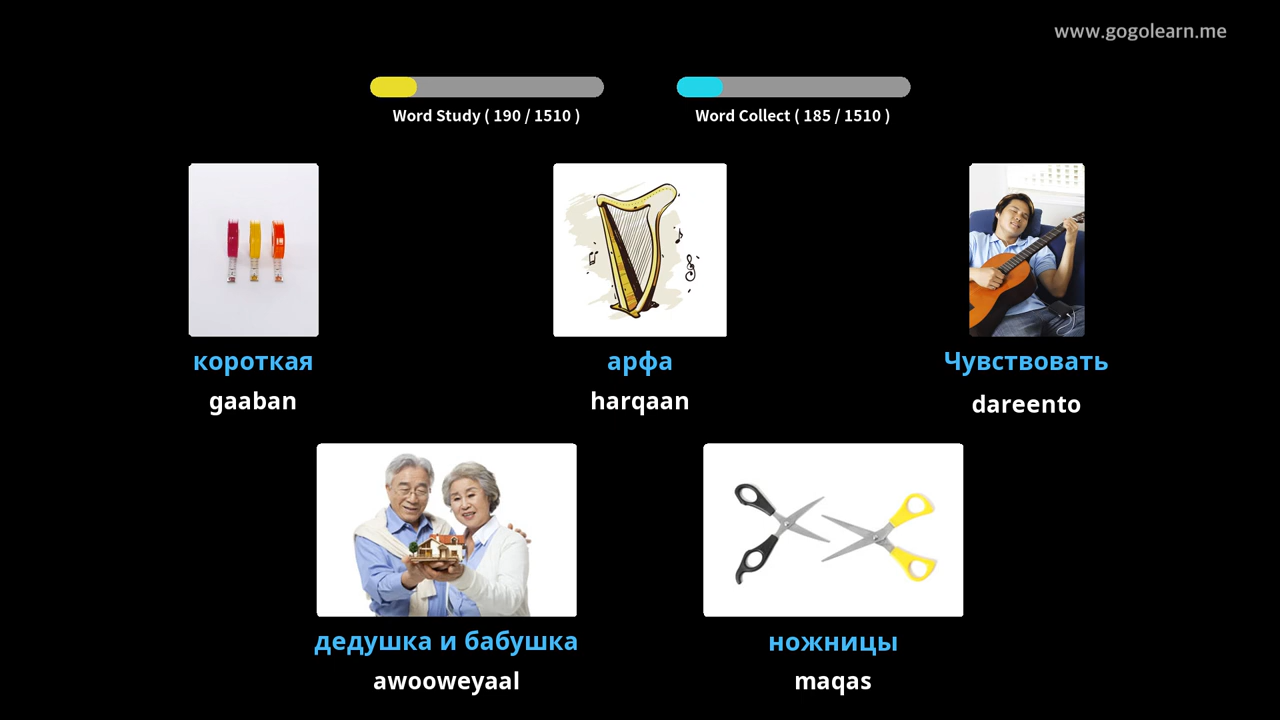 www.gogolearn.me
Word Study ( 190 / 1510 )
Word Collect ( 185 / 1510 )
короткая
gaaban
арфа
harqaan
Чувствовать
dareento
дедушка и бабушка
awooweyaal
ножницы
maqas